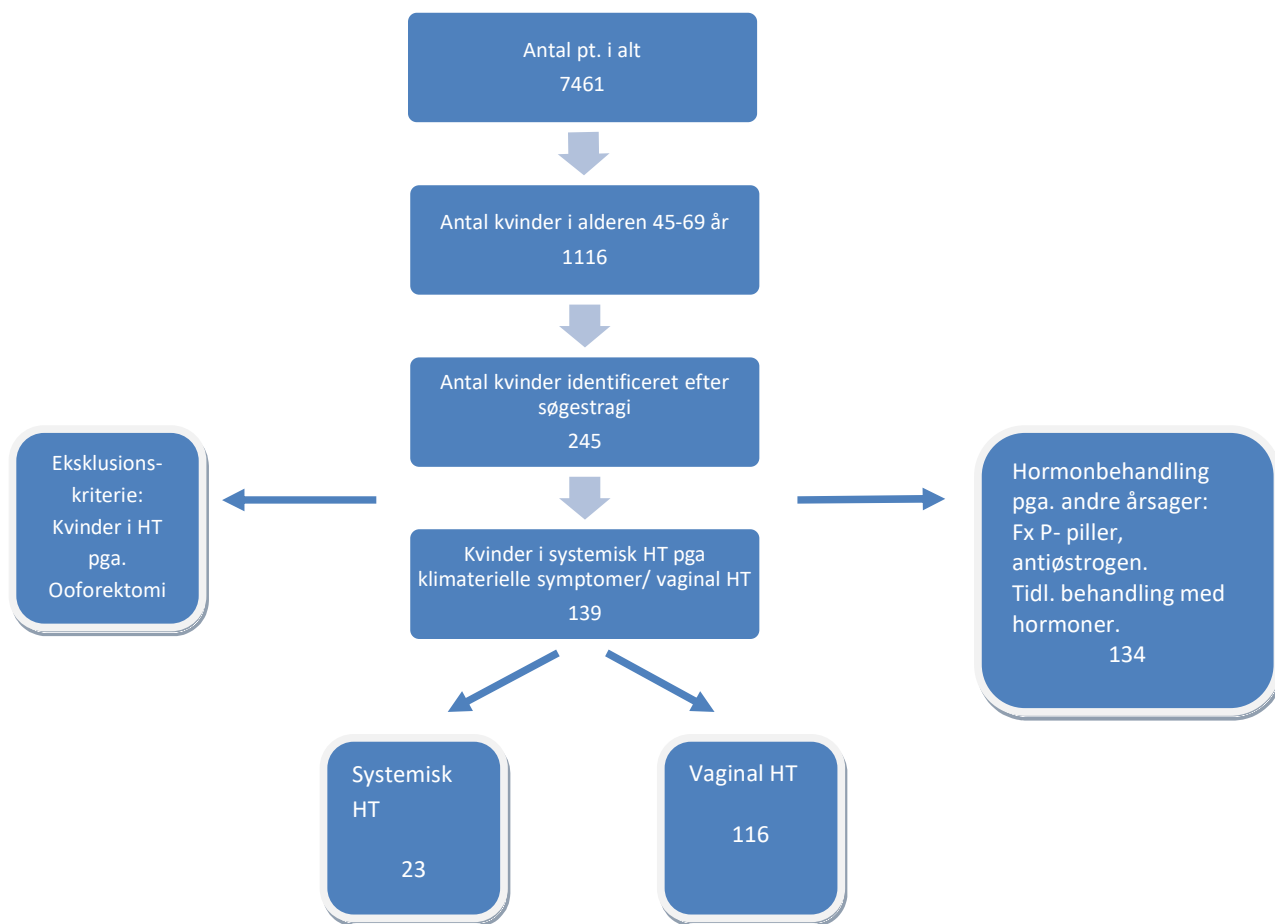 Antal pt. i alt
7461
Antal kvinder i alderen 45-69 år
1116
Antal kvinder identificeret efter
søgestragi
245
Eksklusions-
kriterie:
Kvinder i HT
pga.
Ooforektomi
Hormonbehandling
pga. andre årsager:
Fx P- piller,
antiøstrogen.
Tidl. behandling med
hormoner.
134
Kvinder i systemisk HT pga
klimaterielle symptomer/ vaginal HT
139
Systemisk
HT
23
Vaginal HT
116